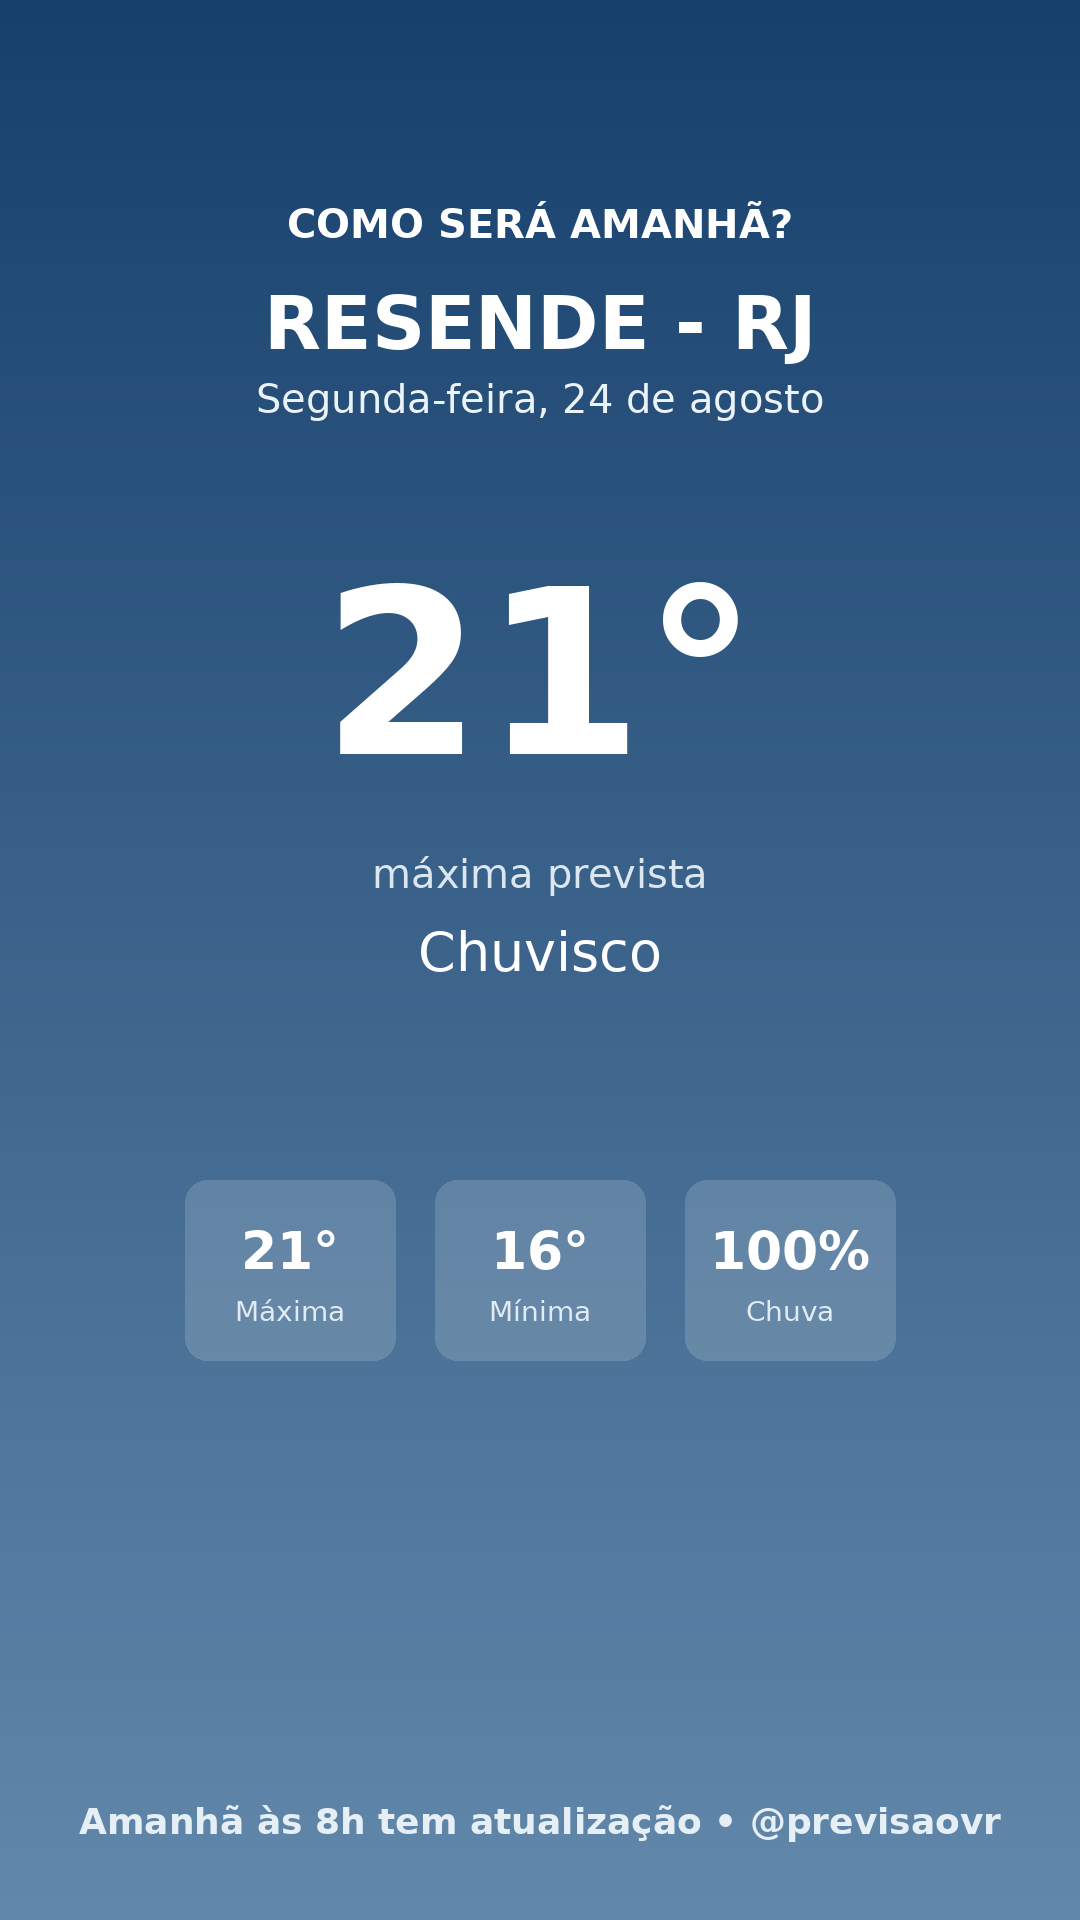 COMO SERÁ AMANHÃ?
RESENDE - RJ
Segunda-feira, 24 de agosto
21°
máxima prevista
Chuvisco
21° 16° 100%
Máxima Mínima Chuva
Amanhã às 8h tem atualização • @previsaovr